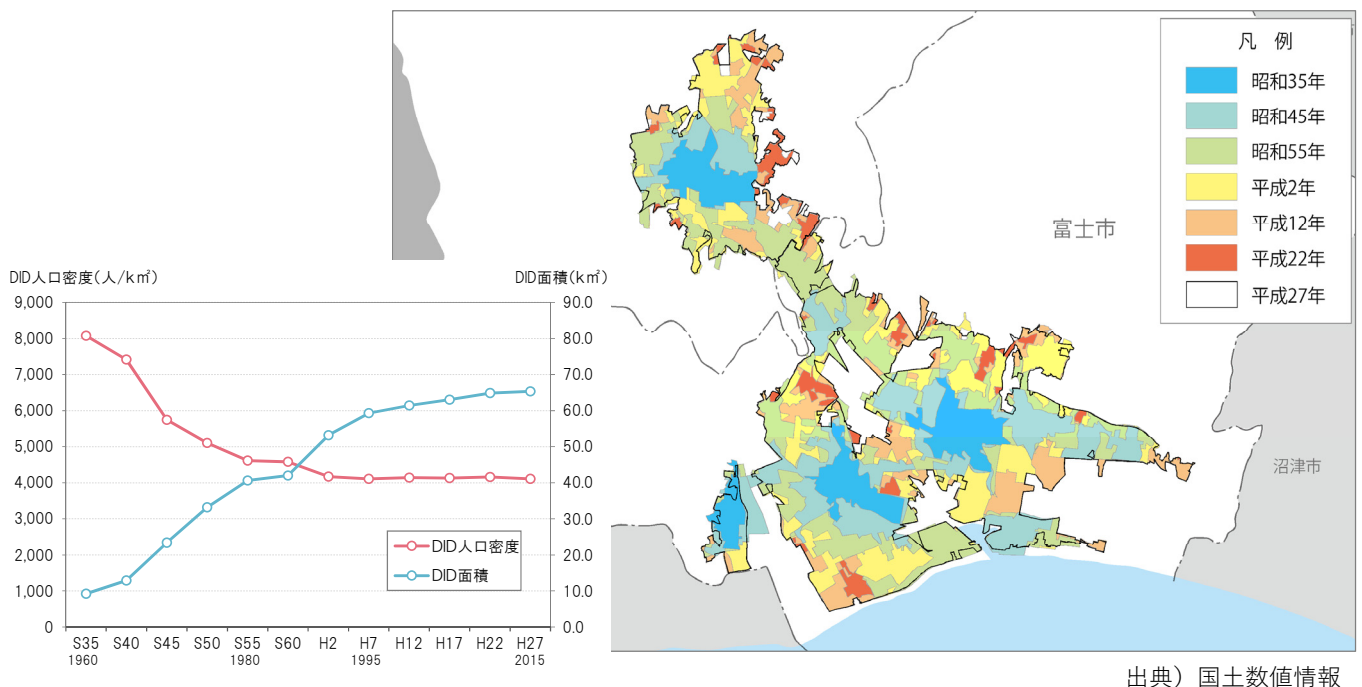 凡 例
昭和35年
昭和45年
昭和55年
平成2年
平成12年
平成22年
平成27年
富士市
沼津市
DID人口密度(人/k㎡)
DID面積(k㎡)
9,000
8,000
7,000
6,000
5,000
4,000
3,000
2,000
1,000
0
90.0
80.0
70.0
60.0
50.0
40.0
30.0
20.0
10.0
0.0
DID人口密度
DID面積
S35 S40 S45 S50 S55 S60 H2 H7 H12 H17 H22 H27
1960 1980 1995 2015
出典）国土数値情報